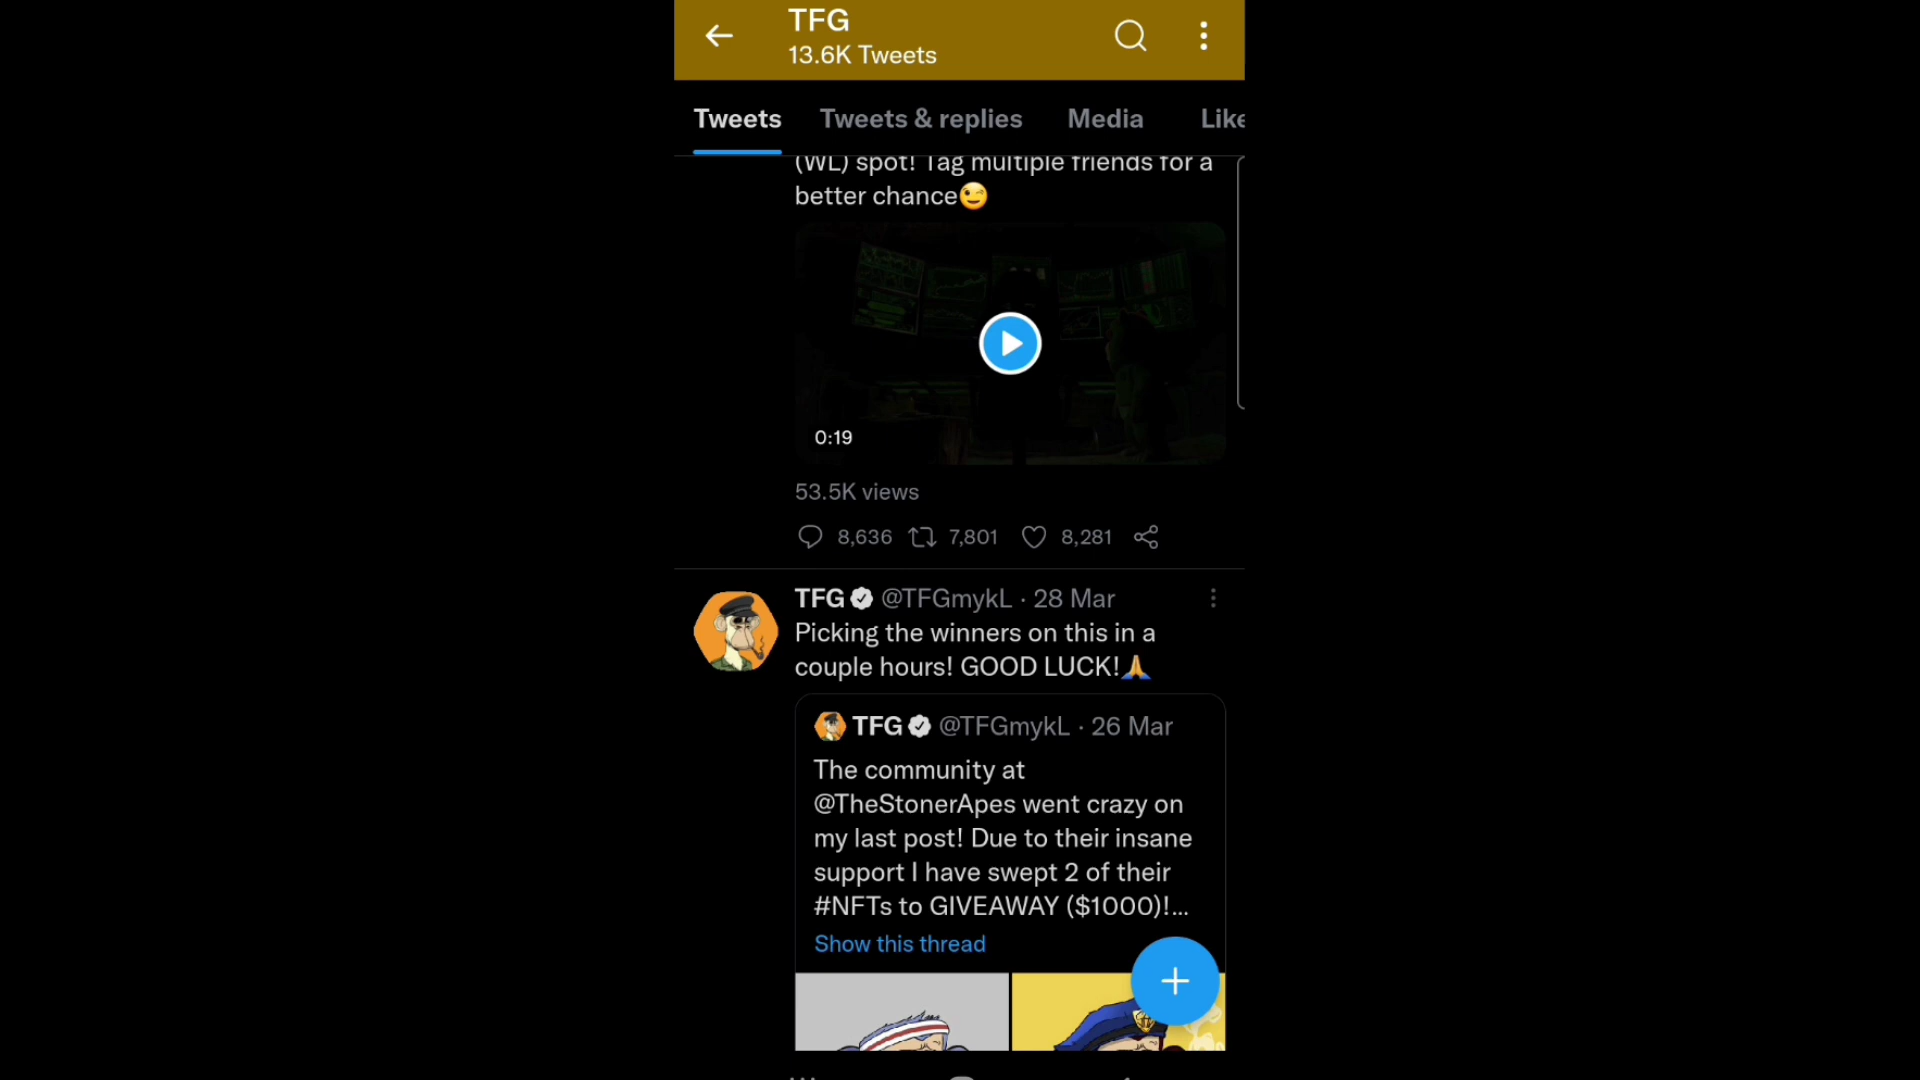 TFG
13.6K Tweets
Tweets Tweets & replies Media Like
(WL) spot! Tag multiple friends for a
better chance😉
0:19
53.5K views
8,636 7,801 8,281
TFG @TFGmykL · 28 Mar
Picking the winners on this in a
couple hours! GOOD LUCK!🙏
TFG @TFGmykL · 26 Mar
The community at
@TheStonerApes went crazy on
my last post! Due to their insane
support I have swept 2 of their
#NFTs to GIVEAWAY ($1000)!...
Show this thread